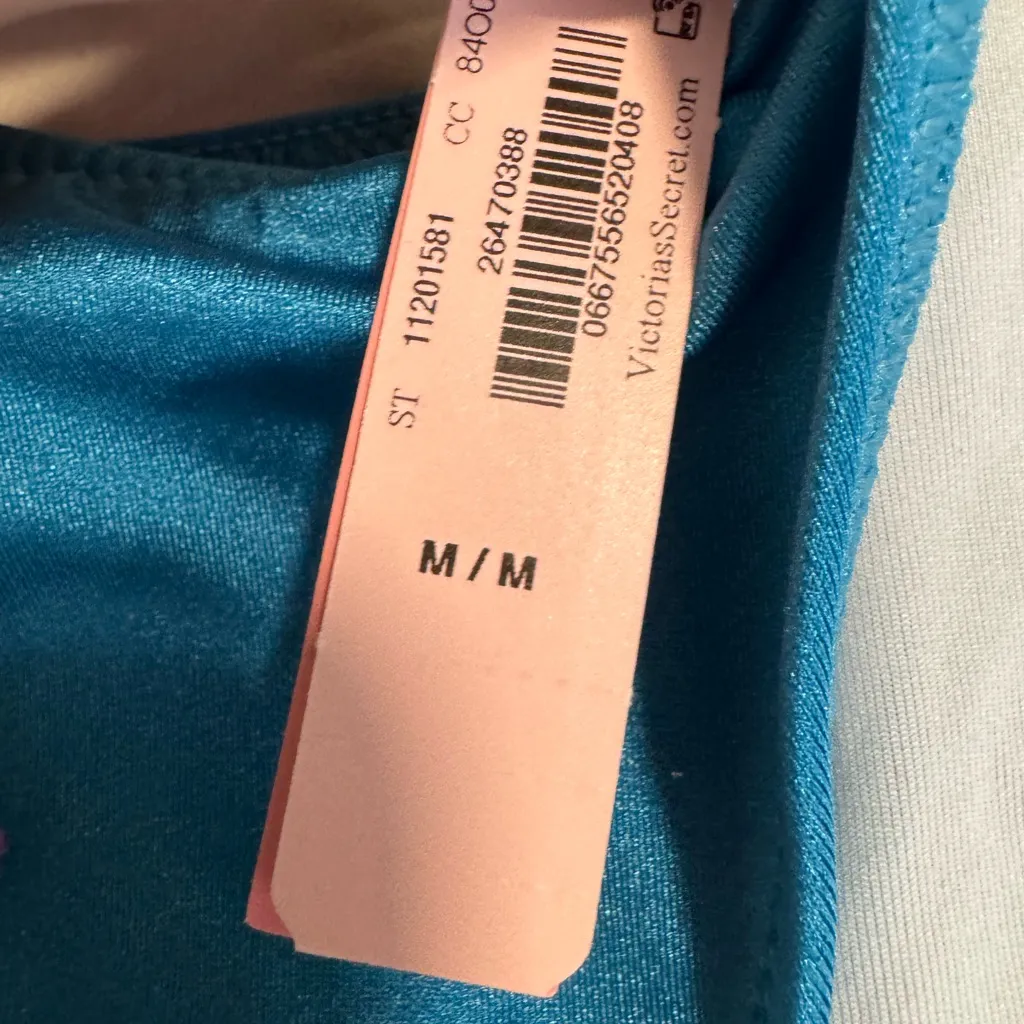 ST 11201581 CC 8400
26470388
0667556520408
VictoriasSecret.com
M / M